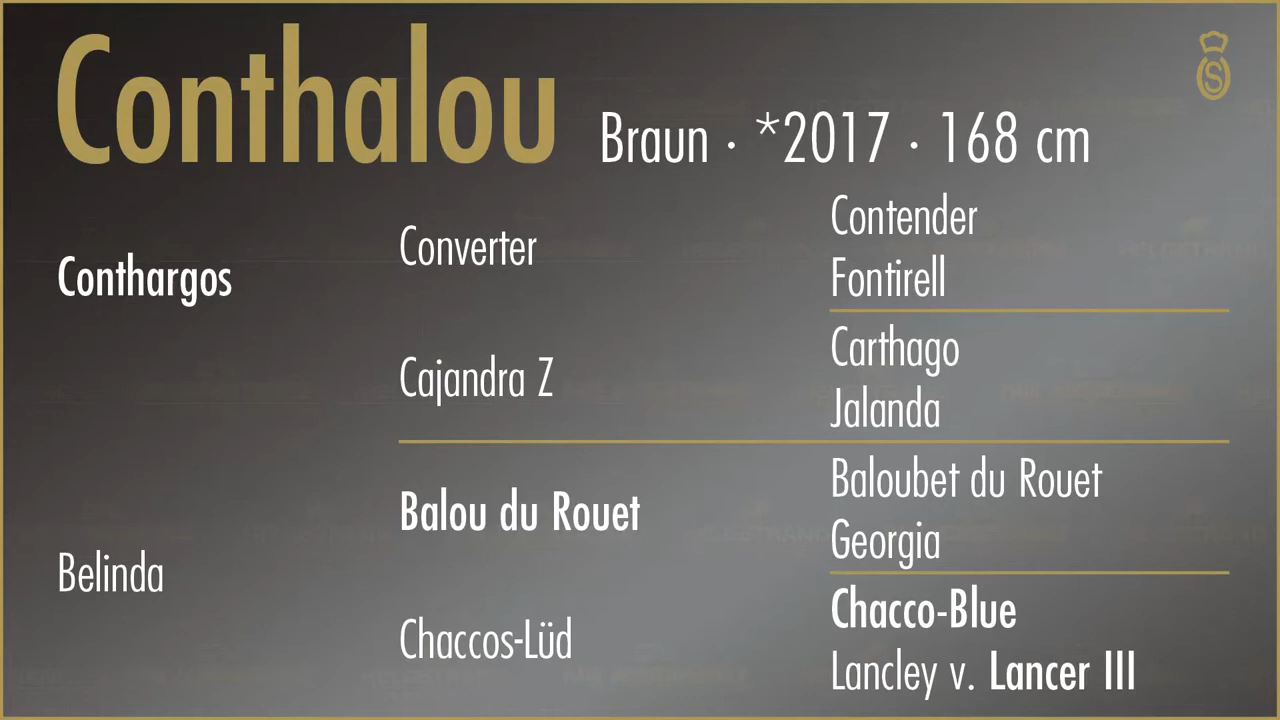 Conthalou Braun · *2017 · 168 cm
Conthargos
Converter
Contender
Fontirell
Cajandra Z
Carthago
Jalanda
Belinda
Balou du Rouet
Baloubet du Rouet
Georgia
Chaccos-Lüd
Chacco-Blue
Lancley v. Lancer III